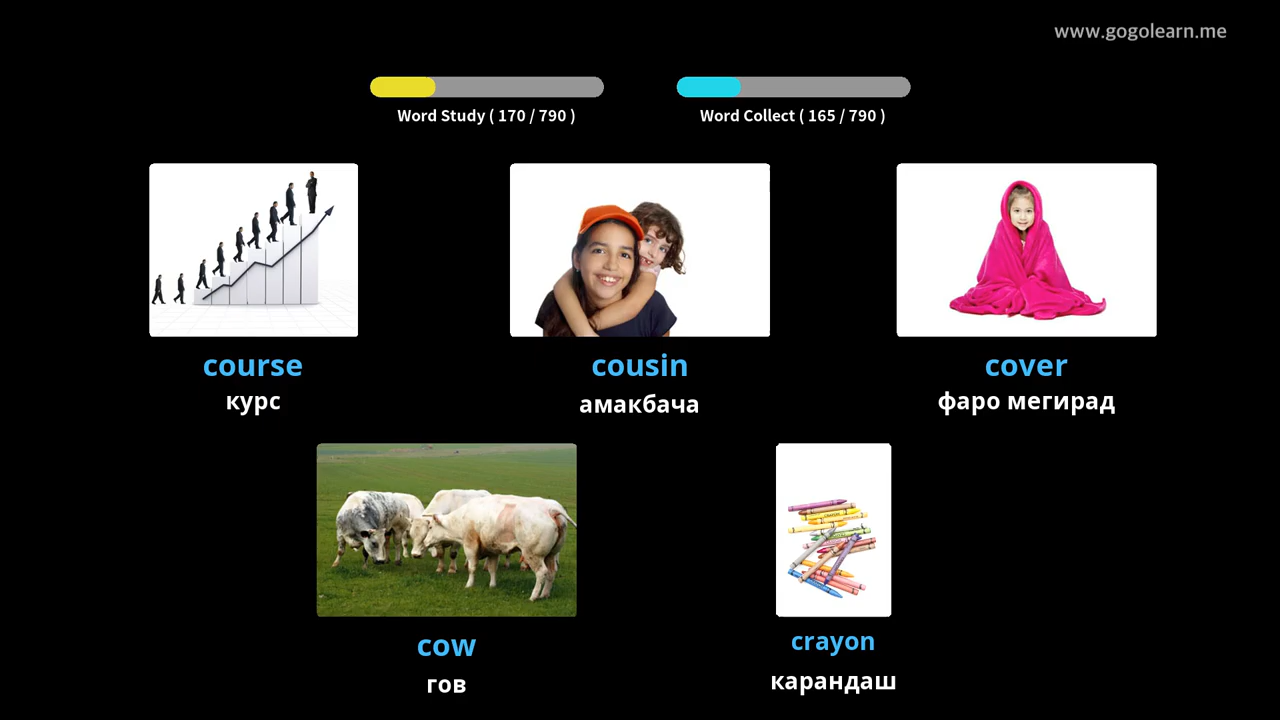 www.gogolearn.me
Word Study ( 170 / 790 )
Word Collect ( 165 / 790 )
course
курс
cousin
амакбача
cover
фаро мегирад
cow
гов
crayon
карандаш